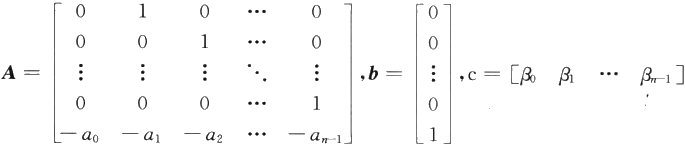 A = [ 0 1 0 ⋯ 0 ; 0 0 1 ⋯ 0 ; ⋮ ⋮ ⋮ ⋱ ⋮ ; 0 0 0 ⋯ 1 ; −a₀ −a₁ −a₂ ⋯ −aₙ₋₁ ], b = [ 0 ; 0 ; ⋮ ; 0 ; 1 ], c = [β₀ β₁ ⋯ βₙ₋₁]